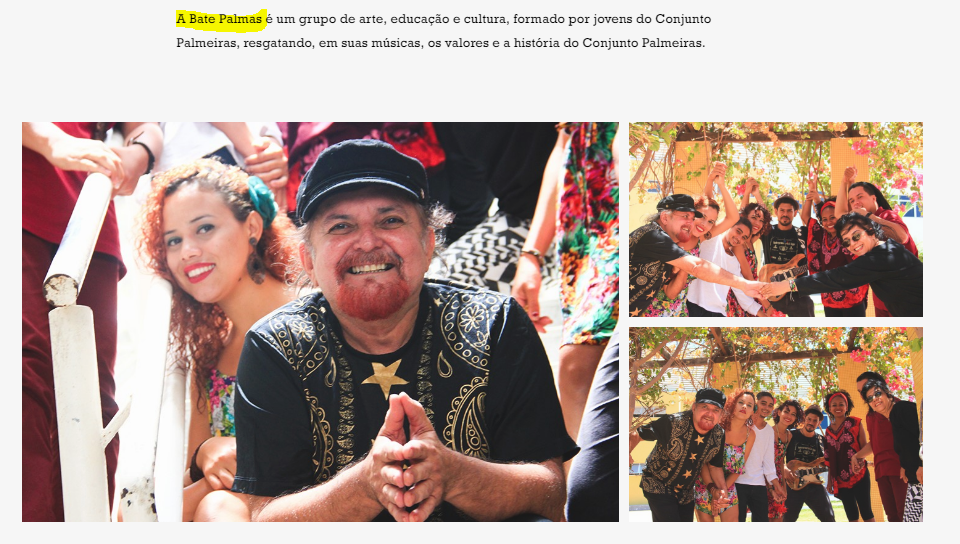 A Bate Palmas é um grupo de arte, educação e cultura, formado por jovens do Conjunto
Palmeiras, resgatando, em suas músicas, os valores e a história do Conjunto Palmeiras.